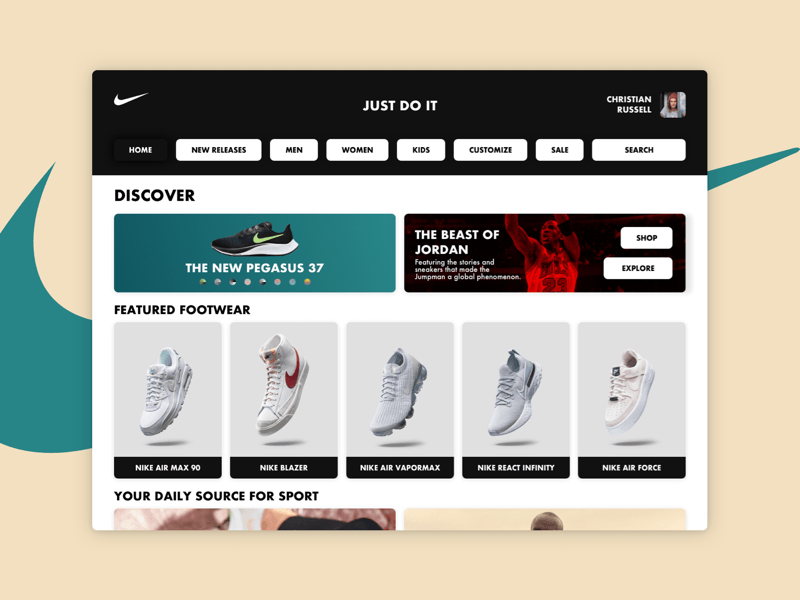 JUST DO IT
CHRISTIAN
RUSSELL
HOME
NEW RELEASES
MEN
WOMEN
KIDS
CUSTOMIZE
SALE
SEARCH
DISCOVER
THE NEW PEGASUS 37
THE BEAST OF
JORDAN
Featuring the stories and
sneakers that made the
Jumpman a global phenomenon.
SHOP
EXPLORE
23
FEATURED FOOTWEAR
NIKE AIR MAX 90
NIKE BLAZER
NIKE AIR VAPORMAX
NIKE REACT INFINITY
NIKE AIR FORCE
YOUR DAILY SOURCE FOR SPORT